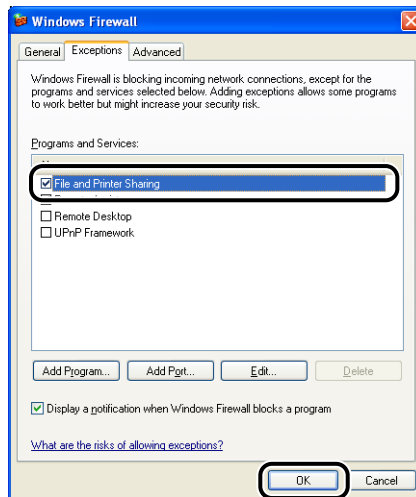 Windows Firewall
General Exceptions Advanced
Windows Firewall is blocking incoming network connections, except for the
programs and services selected below. Adding exceptions allows some programs
to work better but might increase your security risk.
Programs and Services:
File and Printer Sharing
Remote Desktop
UPnP Framework
Add Program... Add Port... Edit... Delete
Display a notification when Windows Firewall blocks a program
What are the risks of allowing exceptions?
OK Cancel